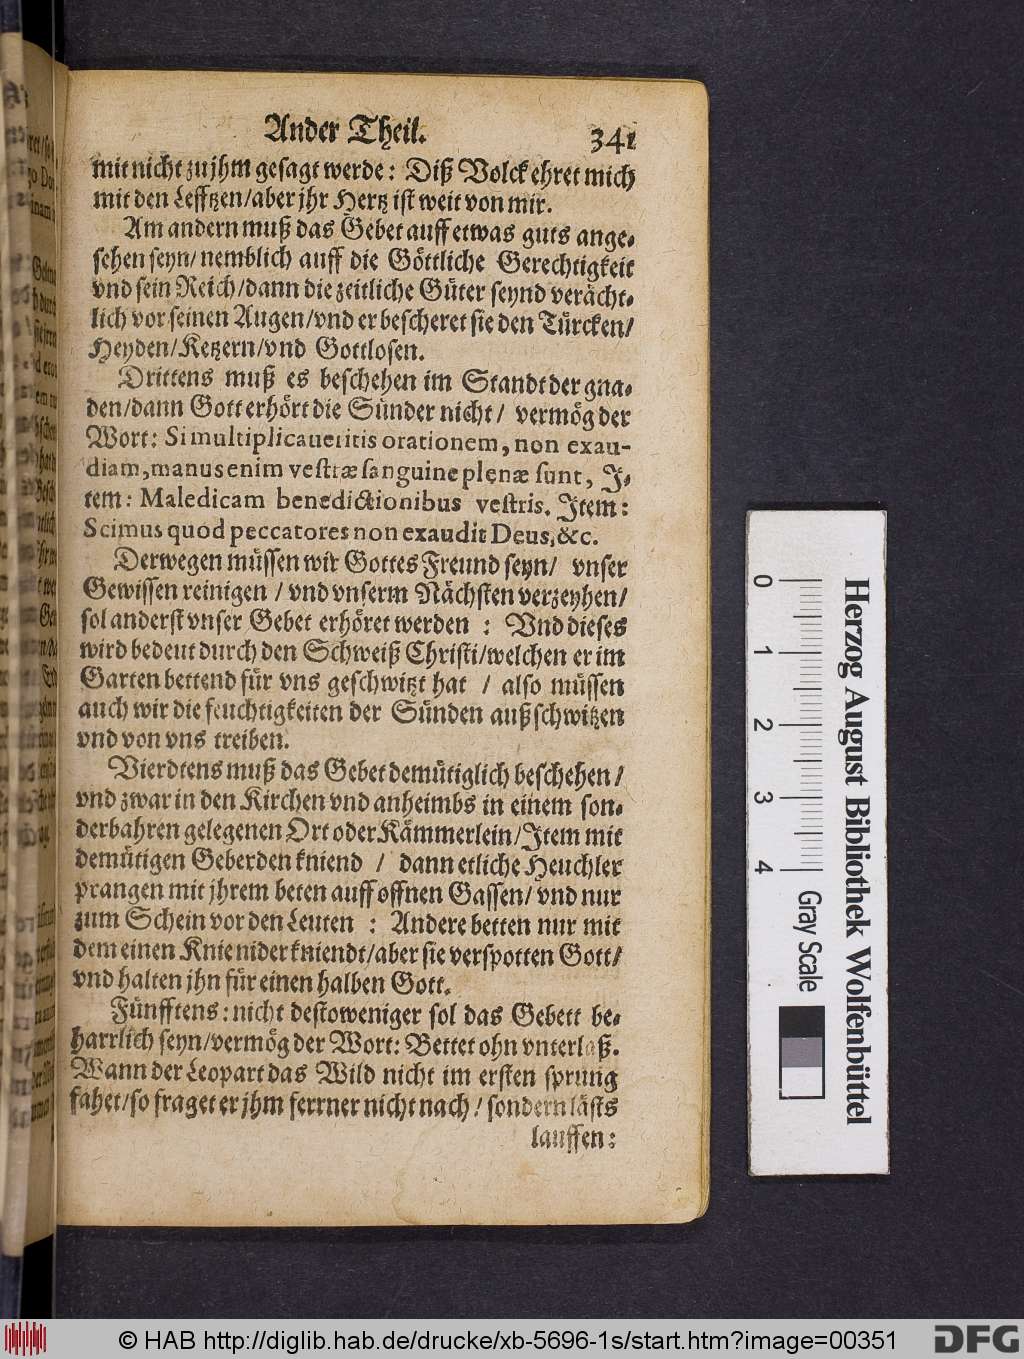 Ander Theil. 341
mit nicht zu jhm gesagt werde: Diß Volck ehret mich
mit den Lefftzen/aber jhr Hertz ist weit von mir.
Am andern muß das Gebet auff etwas guts ange-
sehen seyn/ nemblich auff die Göttliche Gerechtigkeit
vnd sein Reich/dann die zeitliche Güter seynd verächt-
lich vor seinen Augen/vnd er bescheret sie den Türcken/
Heyden/Ketzern/vnd Gottlosen.
Drittens muß es beschehen im Standt der gna-
den/dann Gott erhört die Sünder nicht/ vermög der
Wort: Si multiplicaueritis orationem, non exau-
diam, manus enim vestræ sanguine plenæ sunt, J-
tem: Maledicam benedictionibus vestris. Jtem:
Scimus quod peccatores non exaudit Deus, &c.
Derwegen müssen wir Gottes Freund seyn/ vnser
Gewissen reinigen / vnd vnserm Nächsten verzeyhen/
sol anderst vnser Gebet erhöret werden : Vnd dieses
wird bedeut durch den Schweiß Christi/welchen er im
Garten bettend für vns geschwitzt hat / also müssen
auch wir die feuchtigkeiten der Sünden außschwitzen
vnd von vns treiben.
Vierdtens muß das Gebet demütiglich beschehen/
vnd zwar in den Kirchen vnd anheimbs in einem son-
derbahren gelegenen Ort oder Kämmerlein/Jtem mit
demütigen Geberden kniend / dann etliche Heuchler
prangen mit jhrem beten auff offnen Gassen/ vnd nur
zum Schein vor den Leuten : Andere betten nur mit
dem einen Knie nider kniendt/aber sie verspotten Gott/
vnd halten jhn für einen halben Gott.
Fünfftens: nicht destoweniger sol das Gebett be-
harrlich seyn/vermög der Wort: Bettet ohn vnterlaß.
Wann der Leopart das Wild nicht im ersten sprung
fahet/so fraget er jhm ferrner nicht nach/ sondern lästs
lauffen:
0 1 2 3 4
Gray Scale
Herzog August Bibliothek Wolfenbüttel
© HAB http://diglib.hab.de/drucke/xb-5696-1s/start.htm?image=00351
DFG